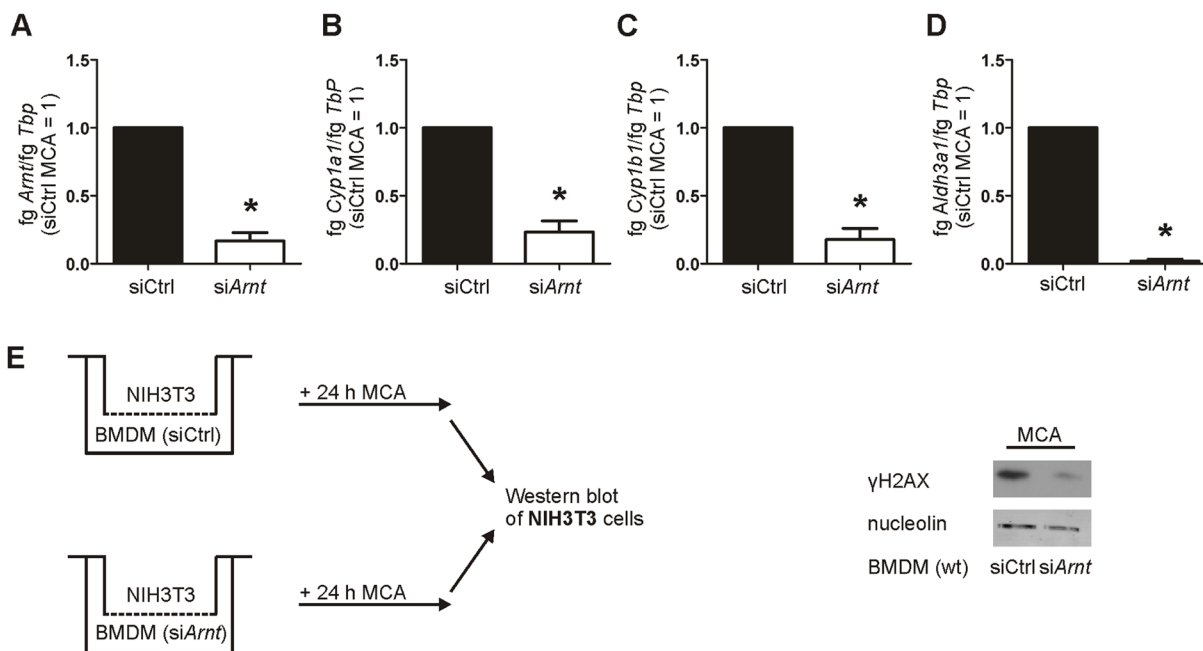 A
fg Arnt/fg Tbp
(siCtrl MCA = 1)
1.5
1.0
0.5
0.0
*
siCtrl
siArnt
B
fg Cyp1a1/fg TbP
(siCtrl MCA = 1)
1.5
1.0
0.5
0.0
*
siCtrl
siArnt
C
fg Cyp1b1/fg Tbp
(siCtrl MCA = 1)
1.5
1.0
0.5
0.0
*
siCtrl
siArnt
D
fg Aldh3a1/fg Tbp
(siCtrl MCA = 1)
1.5
1.0
0.5
0.0
*
siCtrl
siArnt
E
NIH3T3
BMDM (siCtrl)
+ 24 h MCA
NIH3T3
BMDM (siArnt)
+ 24 h MCA
Western blot
of NIH3T3 cells
MCA
γH2AX
nucleolin
BMDM (wt) siCtrl siArnt